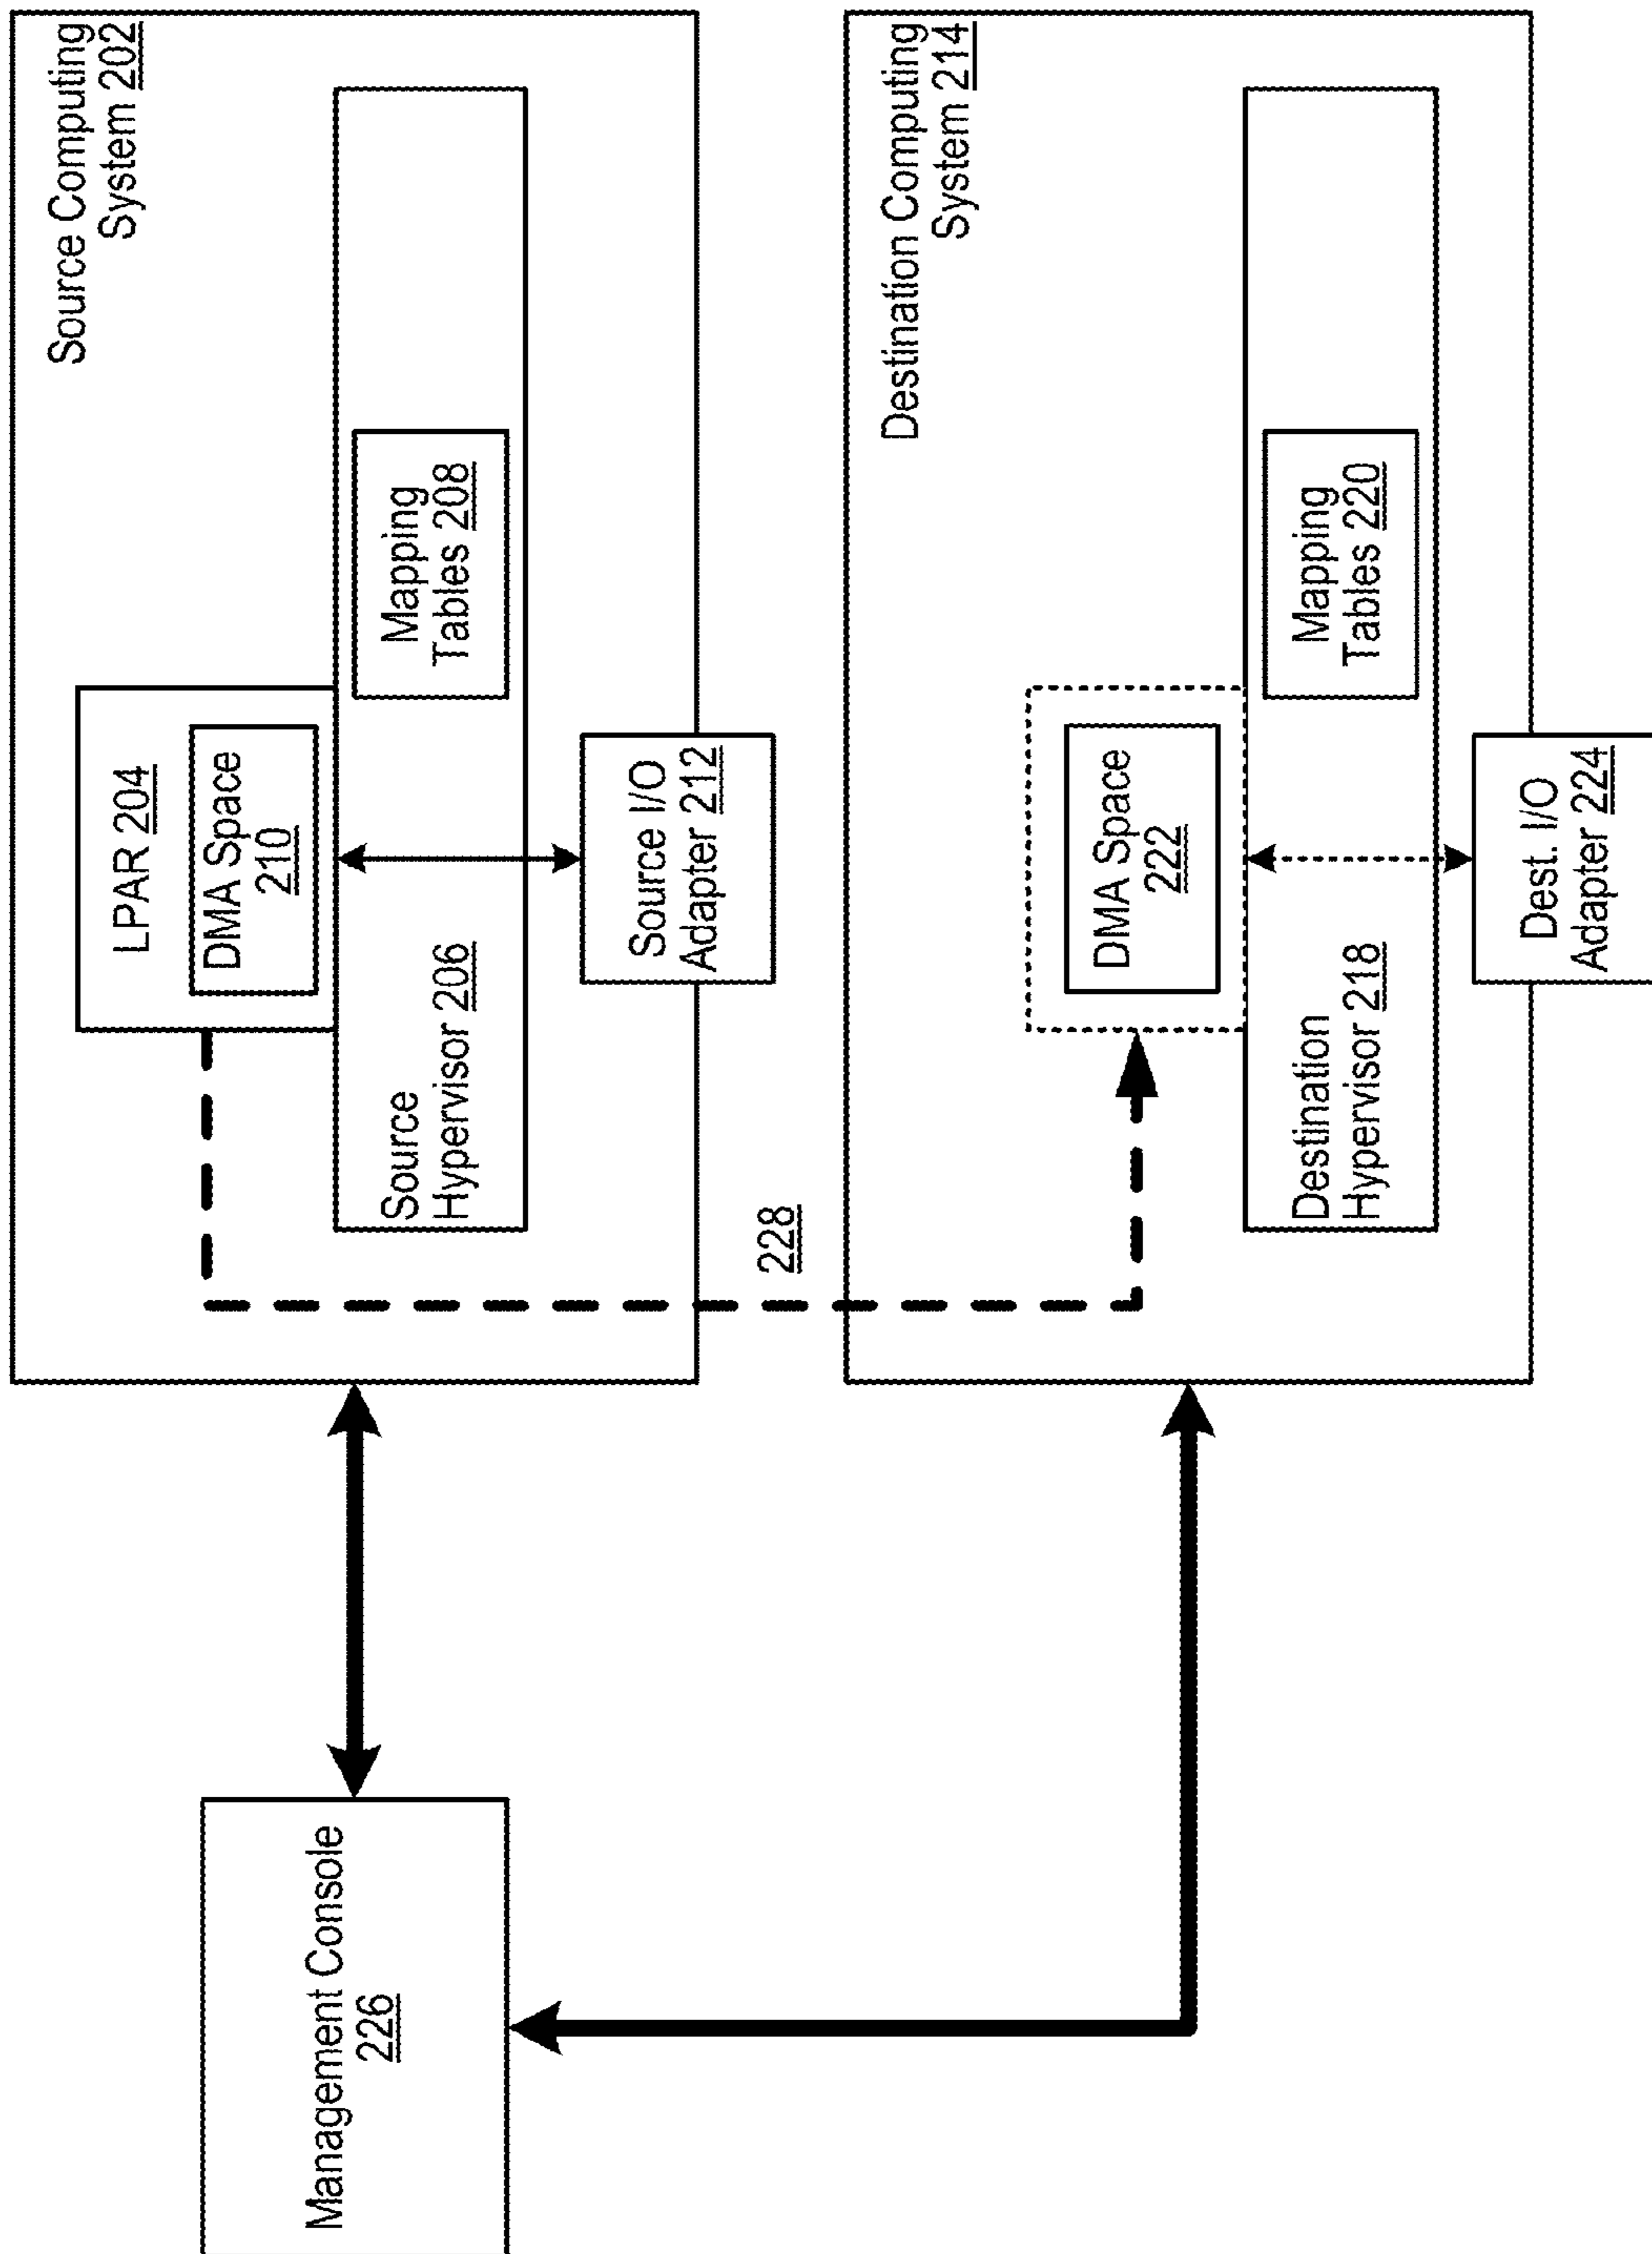 Source Computing
System 202
LPAR 204
DMA Space
210
Mapping
Tables 208
Source
Hypervisor 206
Source I/O
Adapter 212
Management Console
226
228
Destination Computing
System 214
DMA Space
222
Mapping
Tables 220
Destination
Hypervisor 218
Dest. I/O
Adapter 224